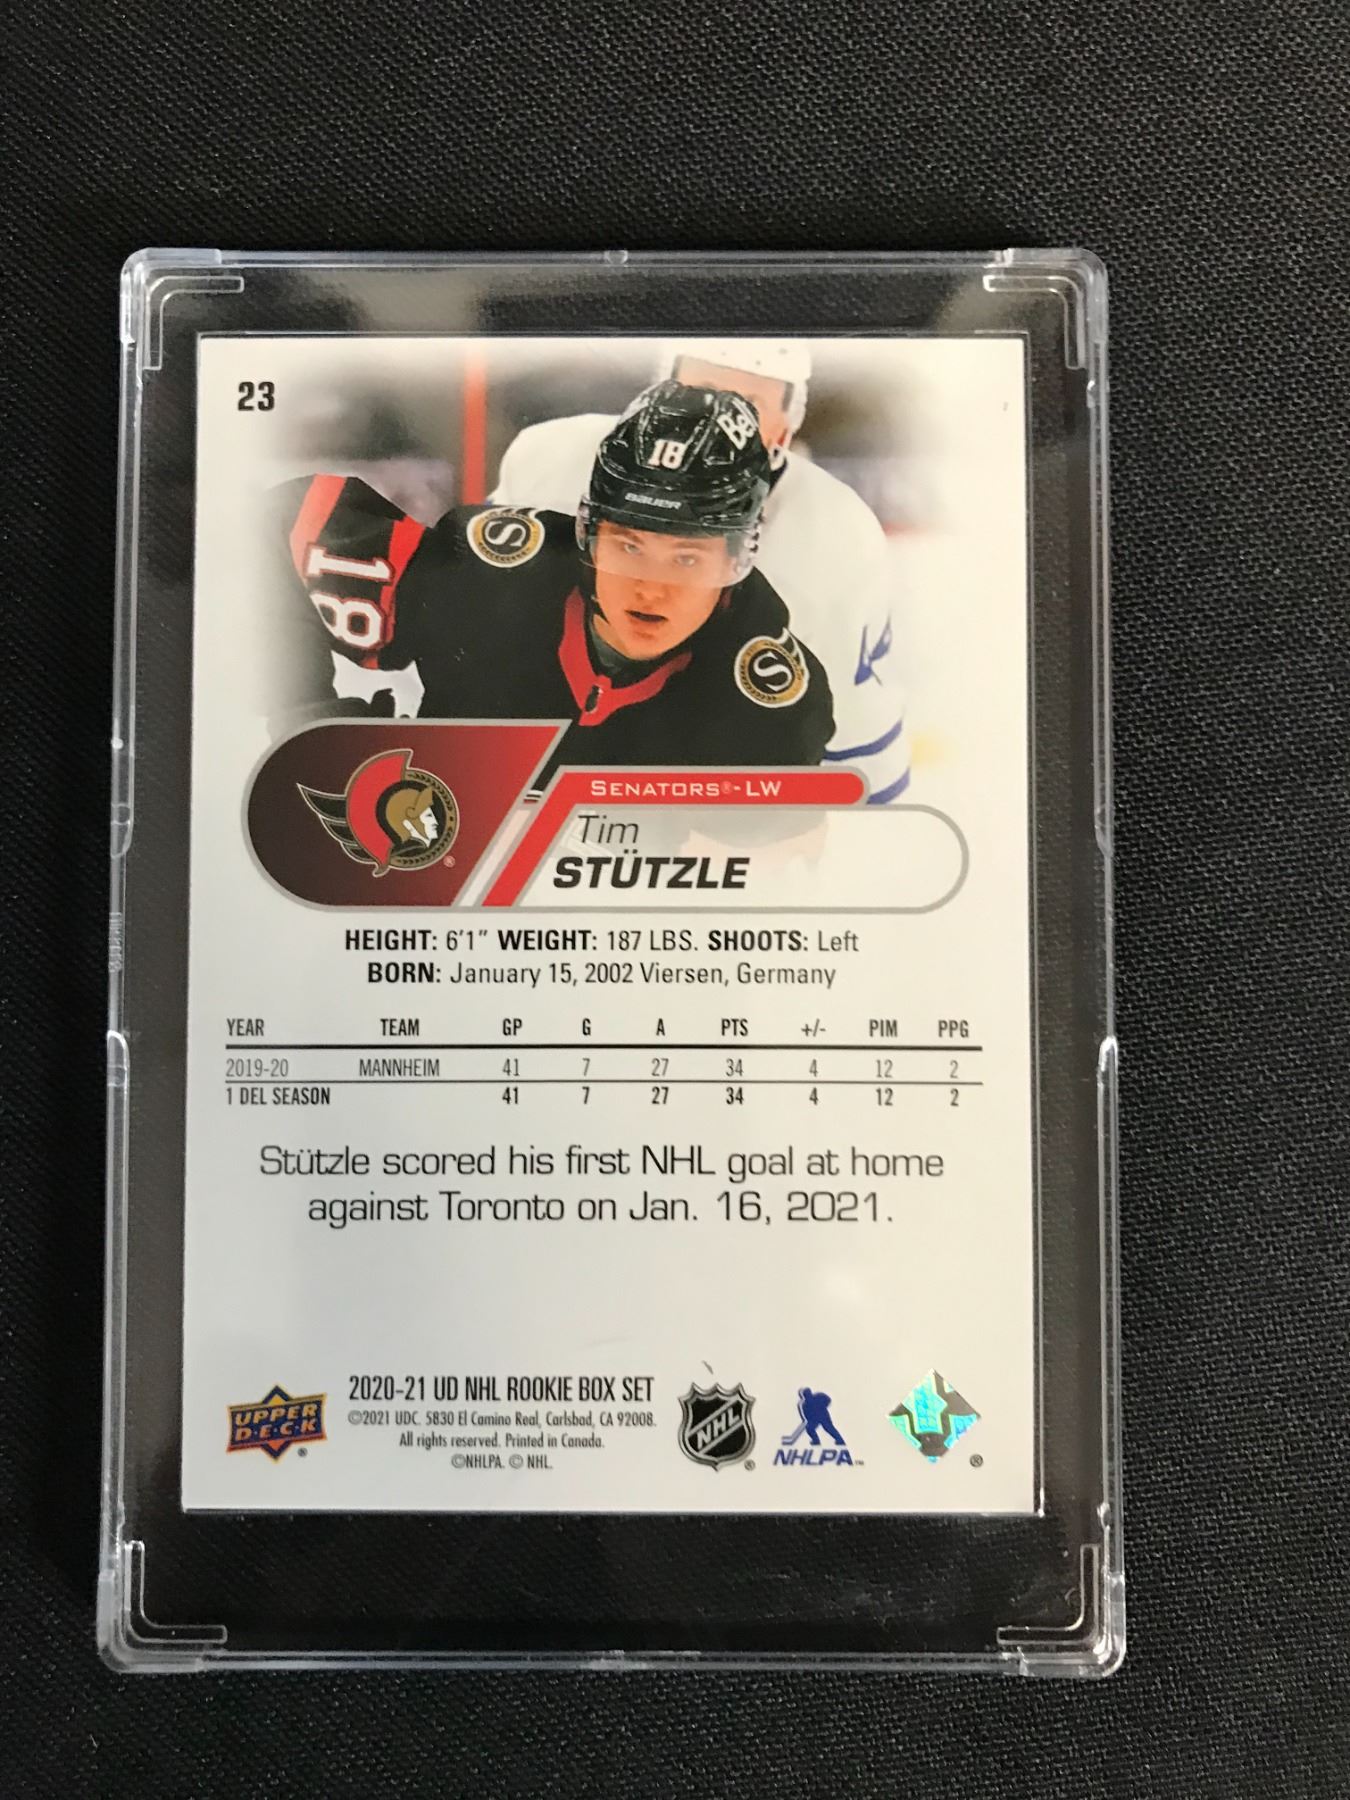 23
18
Bell
BAUER
S
18
S
SENATORS®-LW
Tim
STÜTZLE
HEIGHT: 6'1" WEIGHT: 187 LBS. SHOOTS: Left
BORN: January 15, 2002 Viersen, Germany
YEAR TEAM GP G A PTS +/- PIM PPG
2019-20 MANNHEIM 41 7 27 34 4 12 2
1 DEL SEASON 41 7 27 34 4 12 2
Stützle scored his first NHL goal at home
against Toronto on Jan. 16, 2021.
UPPER
DECK
®
2020-21 UD NHL ROOKIE BOX SET
©2021 UDC. 5830 El Camino Real, Carlsbad, CA 92008.
All rights reserved. Printed in Canada.
©NHLPA. © NHL.
NHL
®
NHLPA™
®